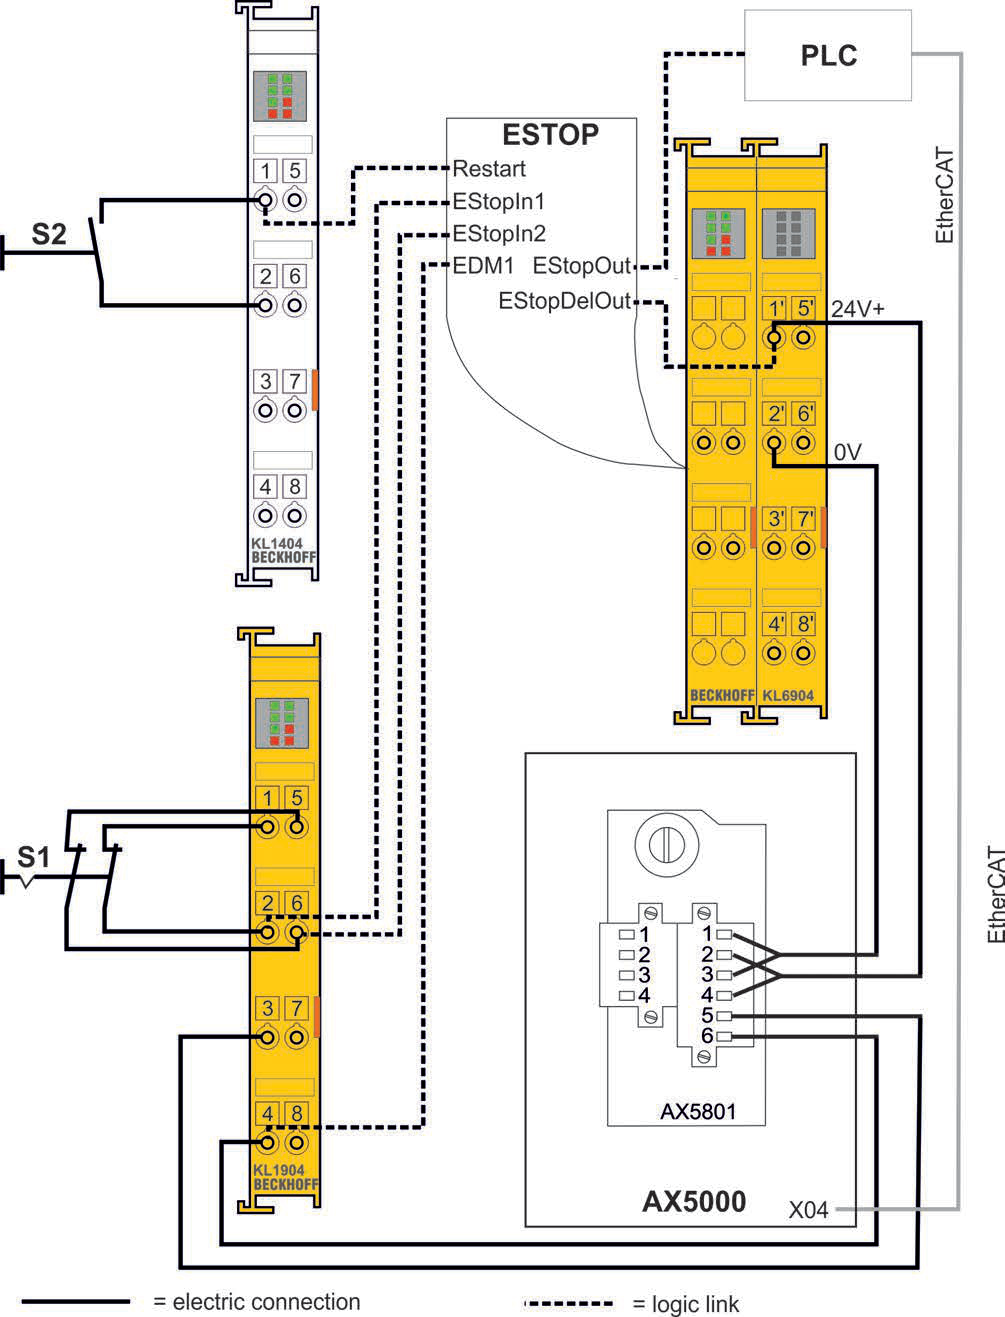 PLC
EtherCAT
ESTOP
Restart
EStopIn1
EStopIn2
EDM1 EStopOut
EStopDelOut
S2
1 5
2 6
3 7
4 8
KL1404
BECKHOFF
1' 5'
24V+
2' 6'
0V
3' 7'
4' 8'
BECKHOFF KL6904
S1
1 5
2 6
3 7
4 8
KL1904
BECKHOFF
EtherCAT
1
2
3
4
1
2
3
4
5
6
AX5801
AX5000
X04
= electric connection
= logic link